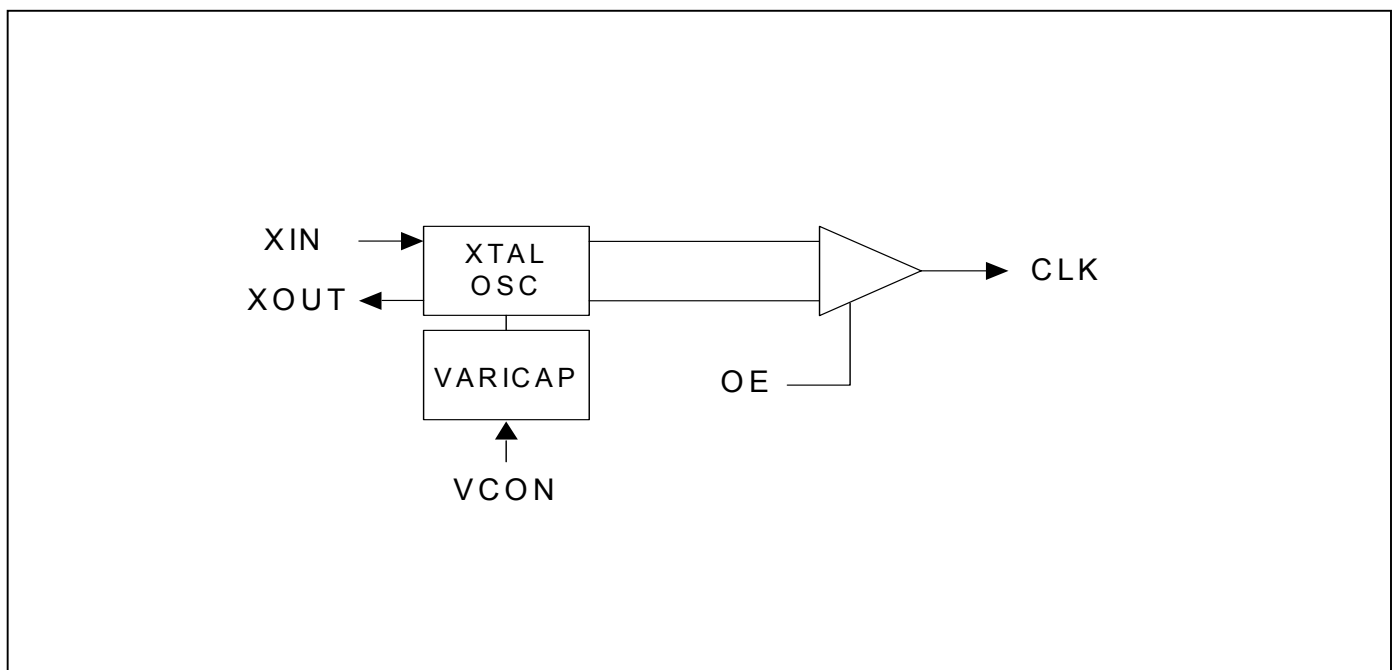 XIN
XOUT
XTAL
OSC
VARICAP
VCON
OE
CLK